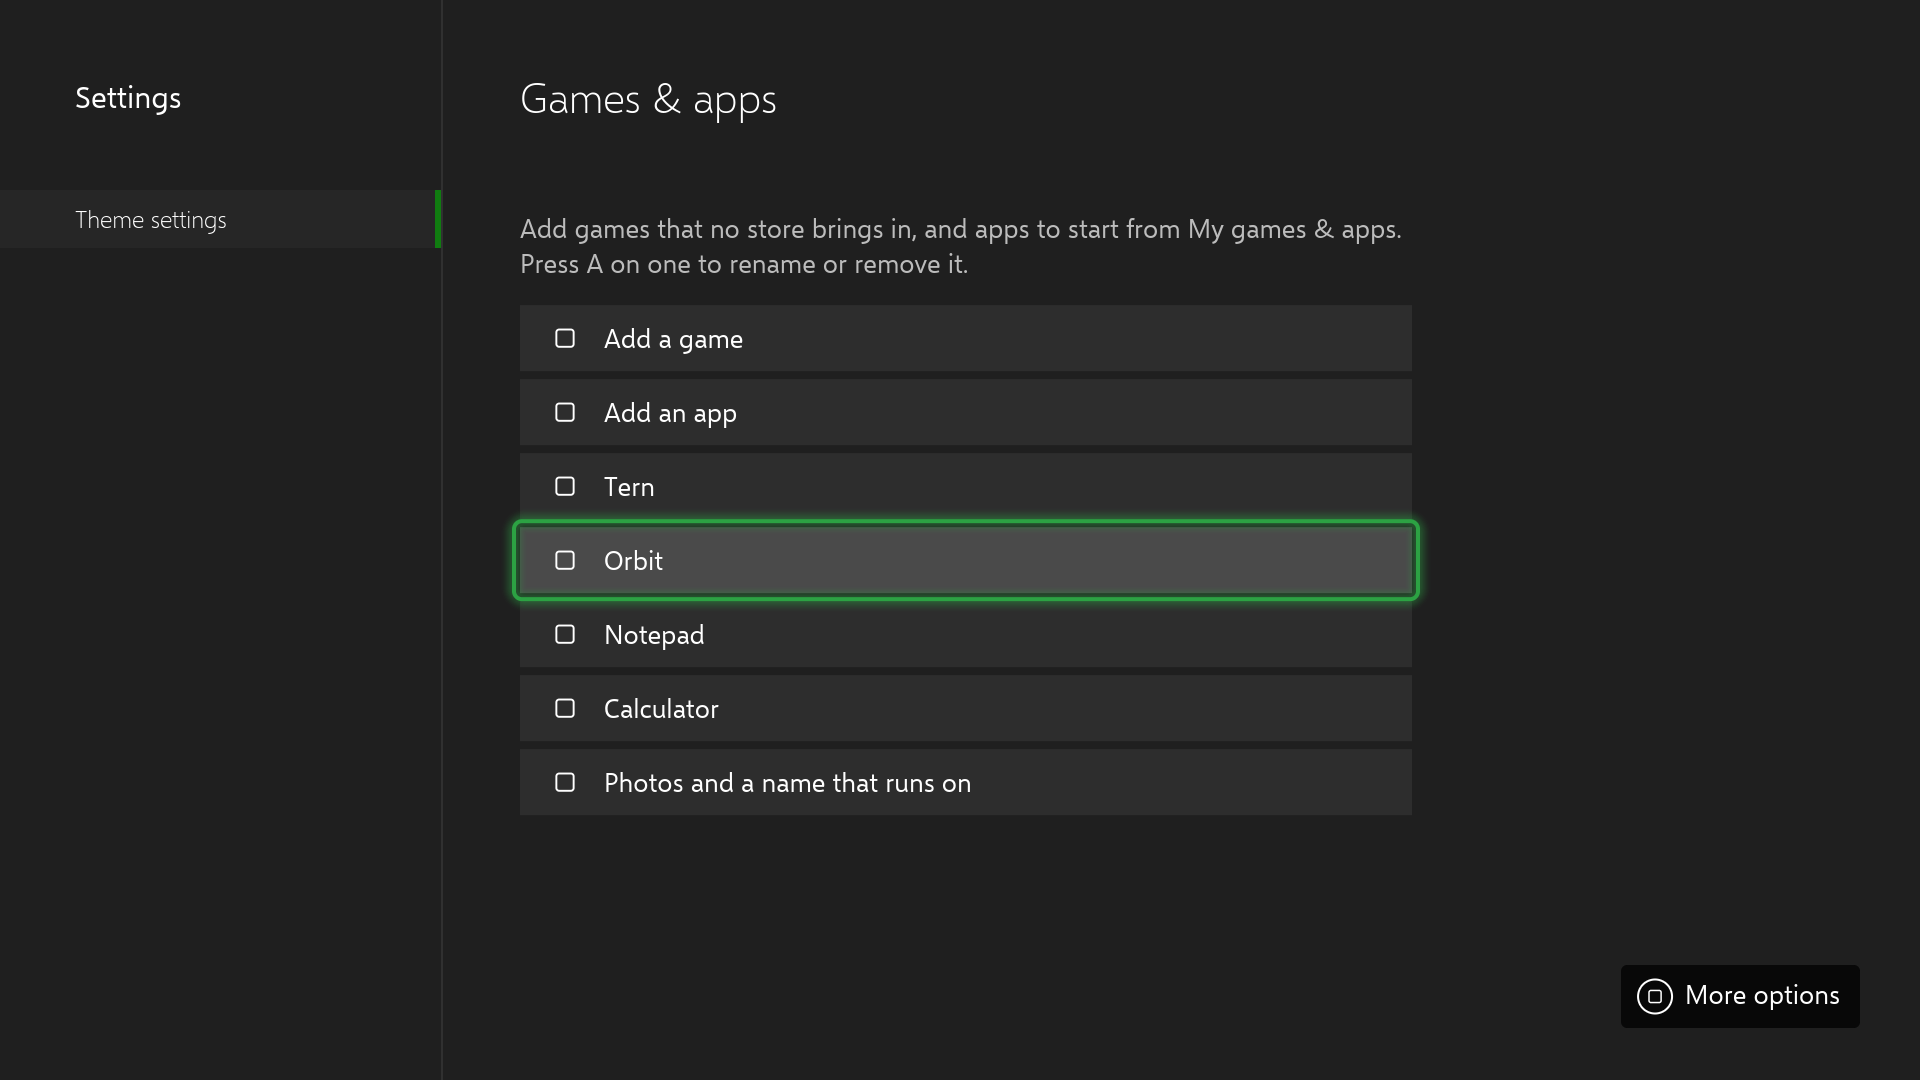 Settings
Theme settings
Games & apps
Add games that no store brings in, and apps to start from My games & apps.
Press A on one to rename or remove it.
Add a game
Add an app
Tern
Orbit
Notepad
Calculator
Photos and a name that runs on
More options